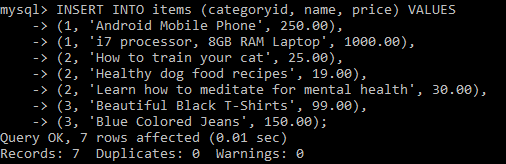 mysql> INSERT INTO items (categoryid, name, price) VALUES
    -> (1, 'Android Mobile Phone', 250.00),
    -> (1, 'i7 processor, 8GB RAM Laptop', 1000.00),
    -> (2, 'How to train your cat', 25.00),
    -> (2, 'Healthy dog food recipes', 19.00),
    -> (2, 'Learn how to meditate for mental health', 30.00),
    -> (3, 'Beautiful Black T-Shirts', 99.00),
    -> (3, 'Blue Colored Jeans', 150.00);
Query OK, 7 rows affected (0.01 sec)
Records: 7  Duplicates: 0  Warnings: 0